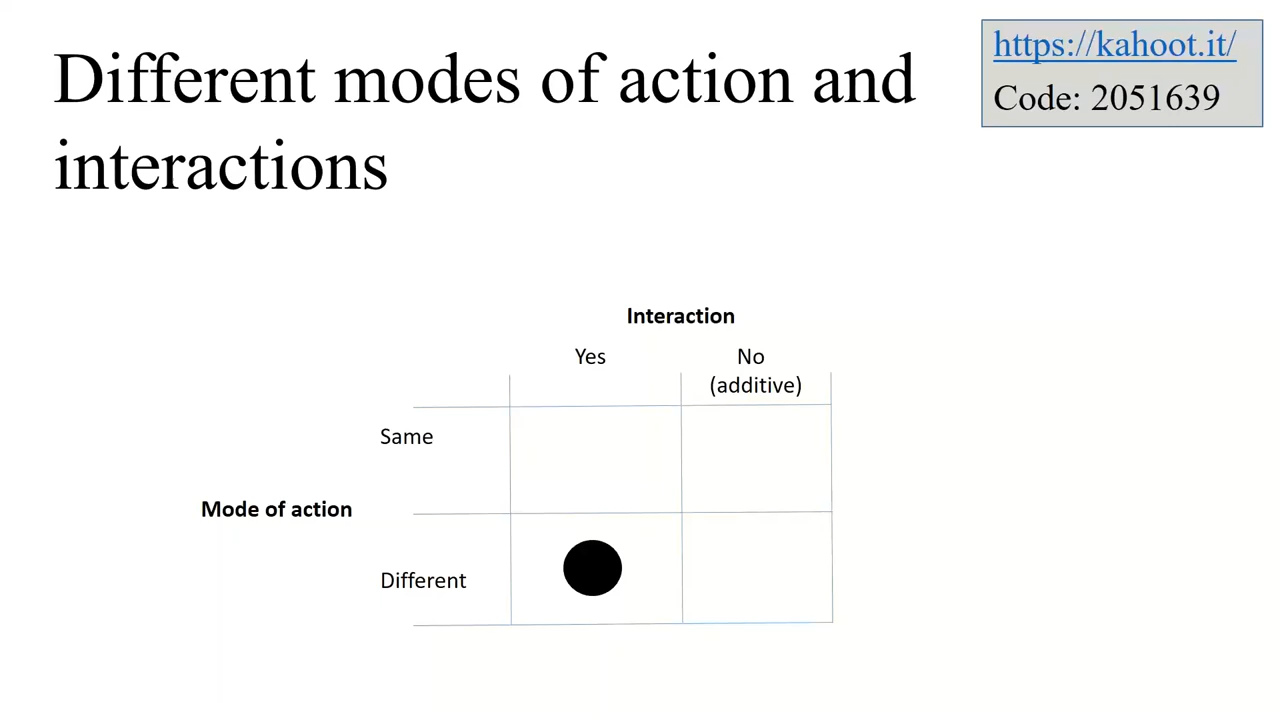 Different modes of action and
interactions
https://kahoot.it/
Code: 2051639
Interaction
Yes
No
(additive)
Same
Mode of action
Different